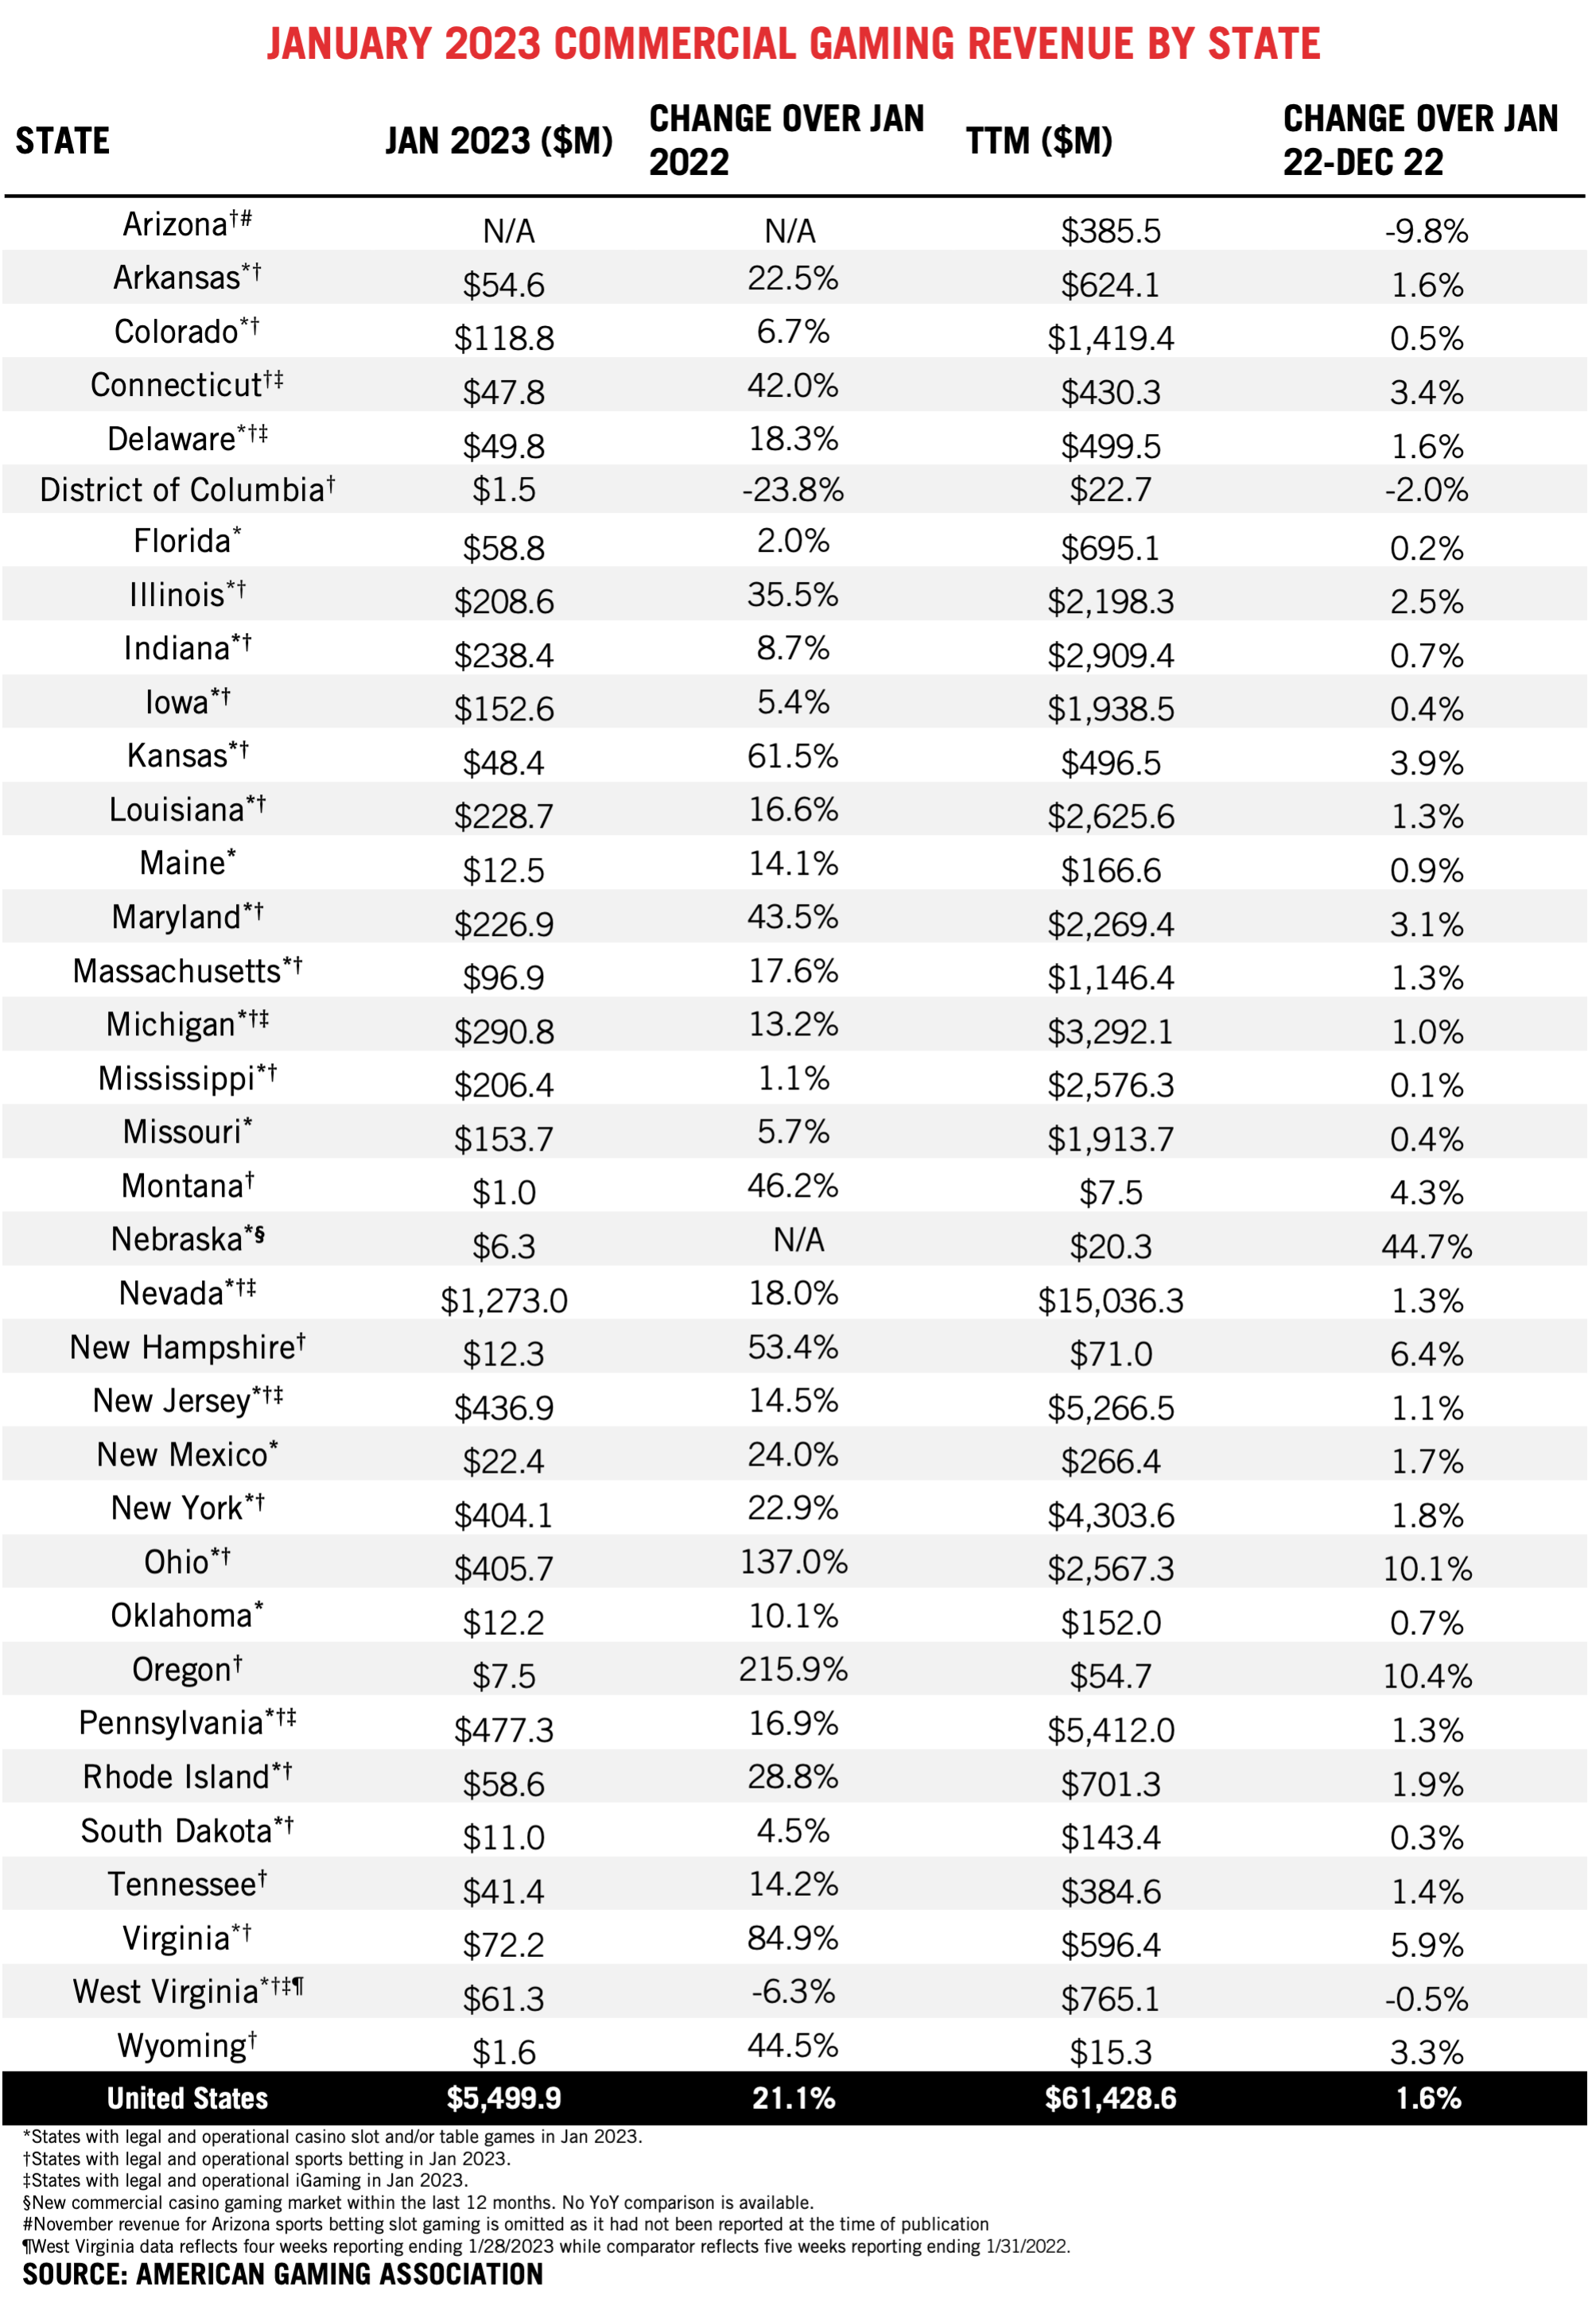 JANUARY 2023 COMMERCIAL GAMING REVENUE BY STATE
STATE JAN 2023 ($M) CHANGE OVER JAN 2022 TTM ($M) CHANGE OVER JAN 22-DEC 22
Arizona†# N/A N/A $385.5 -9.8%
Arkansas*† $54.6 22.5% $624.1 1.6%
Colorado*† $118.8 6.7% $1,419.4 0.5%
Connecticut†‡ $47.8 42.0% $430.3 3.4%
Delaware*†‡ $49.8 18.3% $499.5 1.6%
District of Columbia† $1.5 -23.8% $22.7 -2.0%
Florida* $58.8 2.0% $695.1 0.2%
Illinois*† $208.6 35.5% $2,198.3 2.5%
Indiana*† $238.4 8.7% $2,909.4 0.7%
Iowa*† $152.6 5.4% $1,938.5 0.4%
Kansas*† $48.4 61.5% $496.5 3.9%
Louisiana*† $228.7 16.6% $2,625.6 1.3%
Maine* $12.5 14.1% $166.6 0.9%
Maryland*† $226.9 43.5% $2,269.4 3.1%
Massachusetts*† $96.9 17.6% $1,146.4 1.3%
Michigan*†‡ $290.8 13.2% $3,292.1 1.0%
Mississippi*† $206.4 1.1% $2,576.3 0.1%
Missouri* $153.7 5.7% $1,913.7 0.4%
Montana† $1.0 46.2% $7.5 4.3%
Nebraska*§ $6.3 N/A $20.3 44.7%
Nevada*†‡ $1,273.0 18.0% $15,036.3 1.3%
New Hampshire† $12.3 53.4% $71.0 6.4%
New Jersey*†‡ $436.9 14.5% $5,266.5 1.1%
New Mexico* $22.4 24.0% $266.4 1.7%
New York*† $404.1 22.9% $4,303.6 1.8%
Ohio*† $405.7 137.0% $2,567.3 10.1%
Oklahoma* $12.2 10.1% $152.0 0.7%
Oregon† $7.5 215.9% $54.7 10.4%
Pennsylvania*†‡ $477.3 16.9% $5,412.0 1.3%
Rhode Island*† $58.6 28.8% $701.3 1.9%
South Dakota*† $11.0 4.5% $143.4 0.3%
Tennessee† $41.4 14.2% $384.6 1.4%
Virginia*† $72.2 84.9% $596.4 5.9%
West Virginia*†‡¶ $61.3 -6.3% $765.1 -0.5%
Wyoming† $1.6 44.5% $15.3 3.3%
United States $5,499.9 21.1% $61,428.6 1.6%
*States with legal and operational casino slot and/or table games in Jan 2023.
†States with legal and operational sports betting in Jan 2023.
‡States with legal and operational iGaming in Jan 2023.
§New commercial casino gaming market within the last 12 months. No YoY comparison is available.
#November revenue for Arizona sports betting slot gaming is omitted as it had not been reported at the time of publication
¶West Virginia data reflects four weeks reporting ending 1/28/2023 while comparator reflects five weeks reporting ending 1/31/2022.
SOURCE: AMERICAN GAMING ASSOCIATION